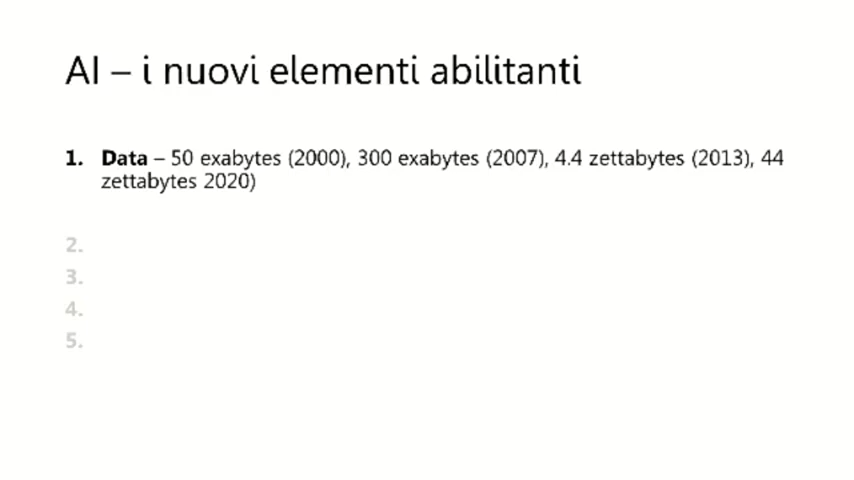 AI – i nuovi elementi abilitanti
1. Data – 50 exabytes (2000), 300 exabytes (2007), 4.4 zettabytes (2013), 44
zettabytes 2020)
2.
3.
4.
5.